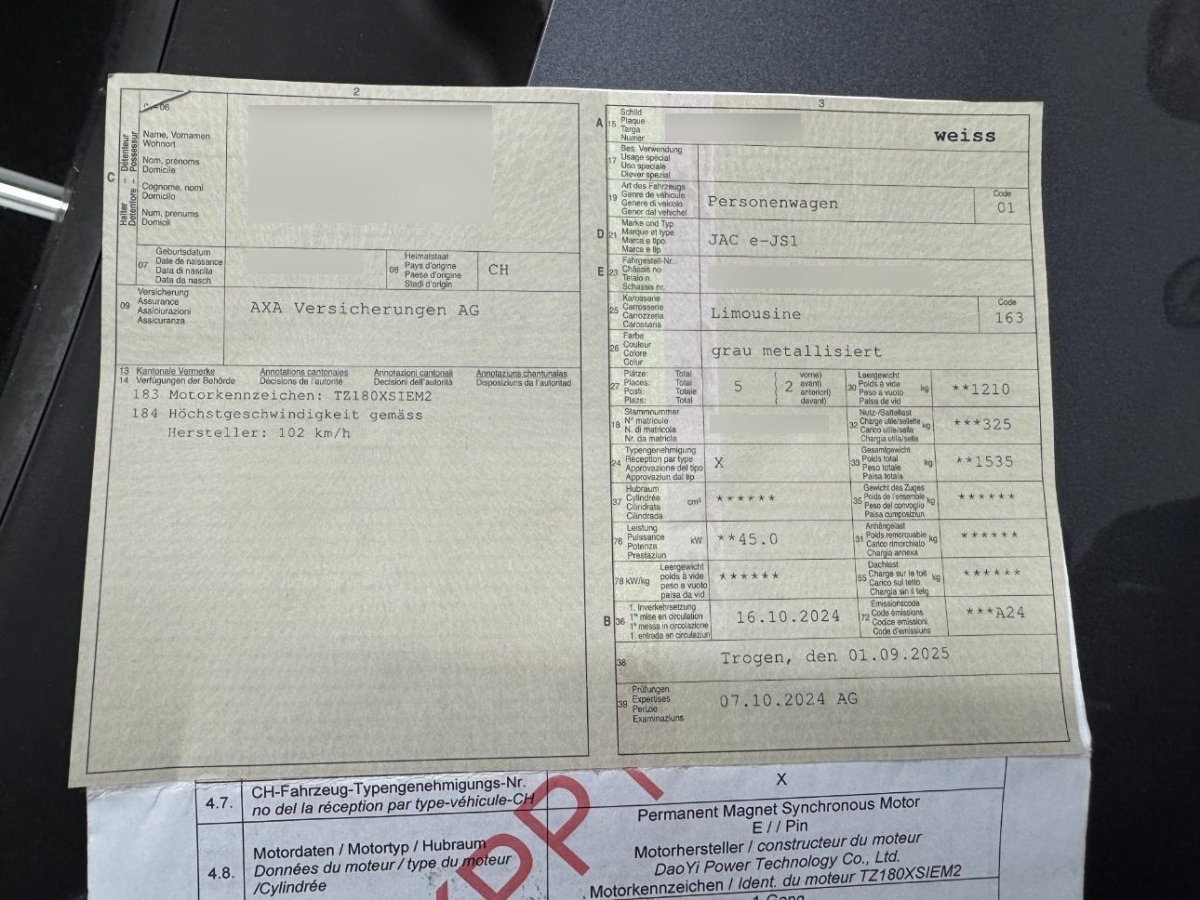 2
06
C
Halter - Détenteur
Detentore - Possessur
Name, Vornamen
Wohnort
Nom, prénoms
Domicile
Cognome, nomi
Domicilio
Num, prenums
Domicil
07
Geburtsdatum
Date de naissance
Data di nascita
Data da nasch
08
Heimatstaat
Pays d'origine
Paese d'origine
Stadi d'origin
CH
09
Versicherung
Assurance
Assicurazioni
Assicuranza
AXA Versicherungen AG
13 Kantonale Vermerke Annotations cantonales Annotazioni cantonali Annotaziuns chantunales
14 Verfügungen der Behörde Décisions de l'autorité Decisioni dell'autorità Disposiziuns da l'autoritad
183 Motorkennzeichen: TZ180XSIEM2
184 Höchstgeschwindigkeit gemäss
Hersteller: 102 km/h
3
A 15
Schild
Plaque
Targa
Numer
weiss
17
Bes. Verwendung
Usage spécial
Uso speciale
Diever spezial
19
Art des Fahrzeugs
Genre de véhicule
Genere di veicolo
Gener dal vehichel
Personenwagen
Code
01
D 21
Marke und Typ
Marque et type
Marca e tipo
Marca e tip
JAC e-JS1
E 23
Fahrgestell-Nr.
Châssis no
Telaio n.
Schassis nr.
25
Karosserie
Carrosserie
Carrozzeria
Carossaria
Limousine
Code
163
26
Farbe
Couleur
Colore
Colur
grau metallisiert
27
Plätze: Total
Places: Total
Posti: Totale
Plazs: Total
5
2
vorne)
avant)
anteriori)
davant)
30
Leergewicht
Poids à vide
Peso a vuoto
Paisa da vid
kg
**1210
18
Stammnummer
N° matricule
N. di matricola
Nr. da matricla
32
Nutz-/Sattellast
Charge utile/sellette
Carico utile/sella
Chargia utila/sella
kg
***325
24
Typengenehmigung
Réception par type
Approvazione del tipo
Approvaziun dal tip
X
33
Gesamtgewicht
Poids total
Peso totale
Paisa totala
kg
**1535
37
Hubraum
Cylindrée
Cilindrata
Cilindrada
cm³
******
35
Gewicht des Zuges
Poids de l'ensemble
Peso del convoglio
Paisa cumposiziun
kg
******
76
Leistung
Puissance
Potenza
Prestaziun
kW
**45.0
31
Anhängelast
Poids remorquable
Carico rimorchiato
Chargia annexa
kg
******
78 kW/kg
Leergewicht
poids à vide
peso a vuoto
paisa da vid
******
55
Dachlast
Charge sur le toit
Carico sul tetto
Chargia sin il tetg
kg
******
B 36
1. Inverkehrsetzung
1re mise en circulation
1a messa in circolazione
1. entrada en circulaziun
16.10.2024
72
Emissionscode
Code émissions
Codice emissioni
Code d'emissiuns
***A24
38
Trogen, den 01.09.2025
39
Prüfungen
Expertises
Perizie
Examinaziuns
07.10.2024 AG
4.7.
CH-Fahrzeug-Typengenehmigungs-Nr.
no del la réception par type-véhicule-CH
X
4.8.
Motordaten / Motortyp / Hubraum
Données du moteur / type du moteur
/Cylindrée
Permanent Magnet Synchronous Motor
E / / Pin
Motorhersteller / constructeur du moteur
DaoYi Power Technology Co., Ltd.
Motorkennzeichen / Ident. du moteur TZ180XSIEM2
1 Gang